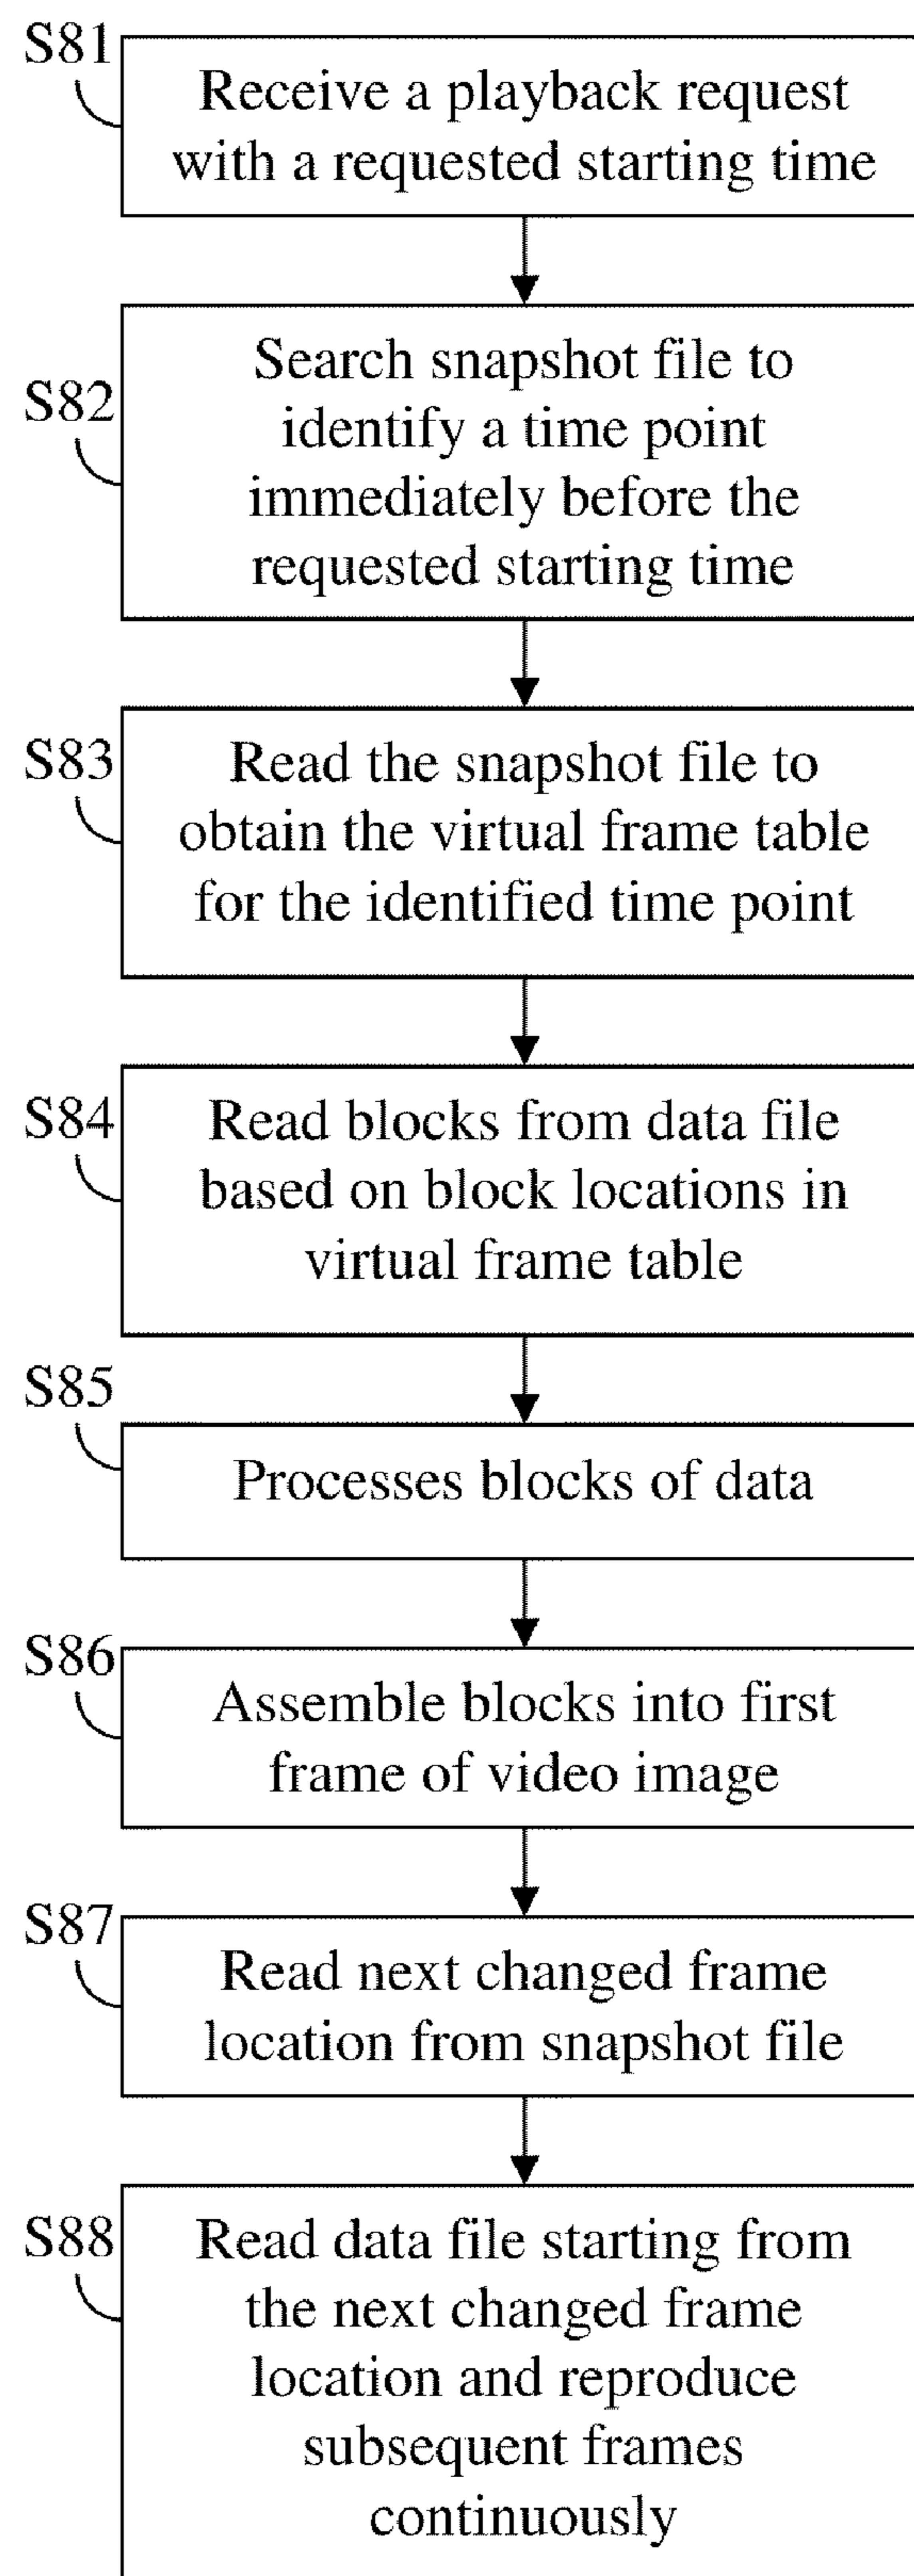 S81
Receive a playback request
with a requested starting time
S82
Search snapshot file to
identify a time point
immediately before the
requested starting time
S83
Read the snapshot file to
obtain the virtual frame table
for the identified time point
S84
Read blocks from data file
based on block locations in
virtual frame table
S85
Processes blocks of data
S86
Assemble blocks into first
frame of video image
S87
Read next changed frame
location from snapshot file
S88
Read data file starting from
the next changed frame
location and reproduce
subsequent frames
continuously